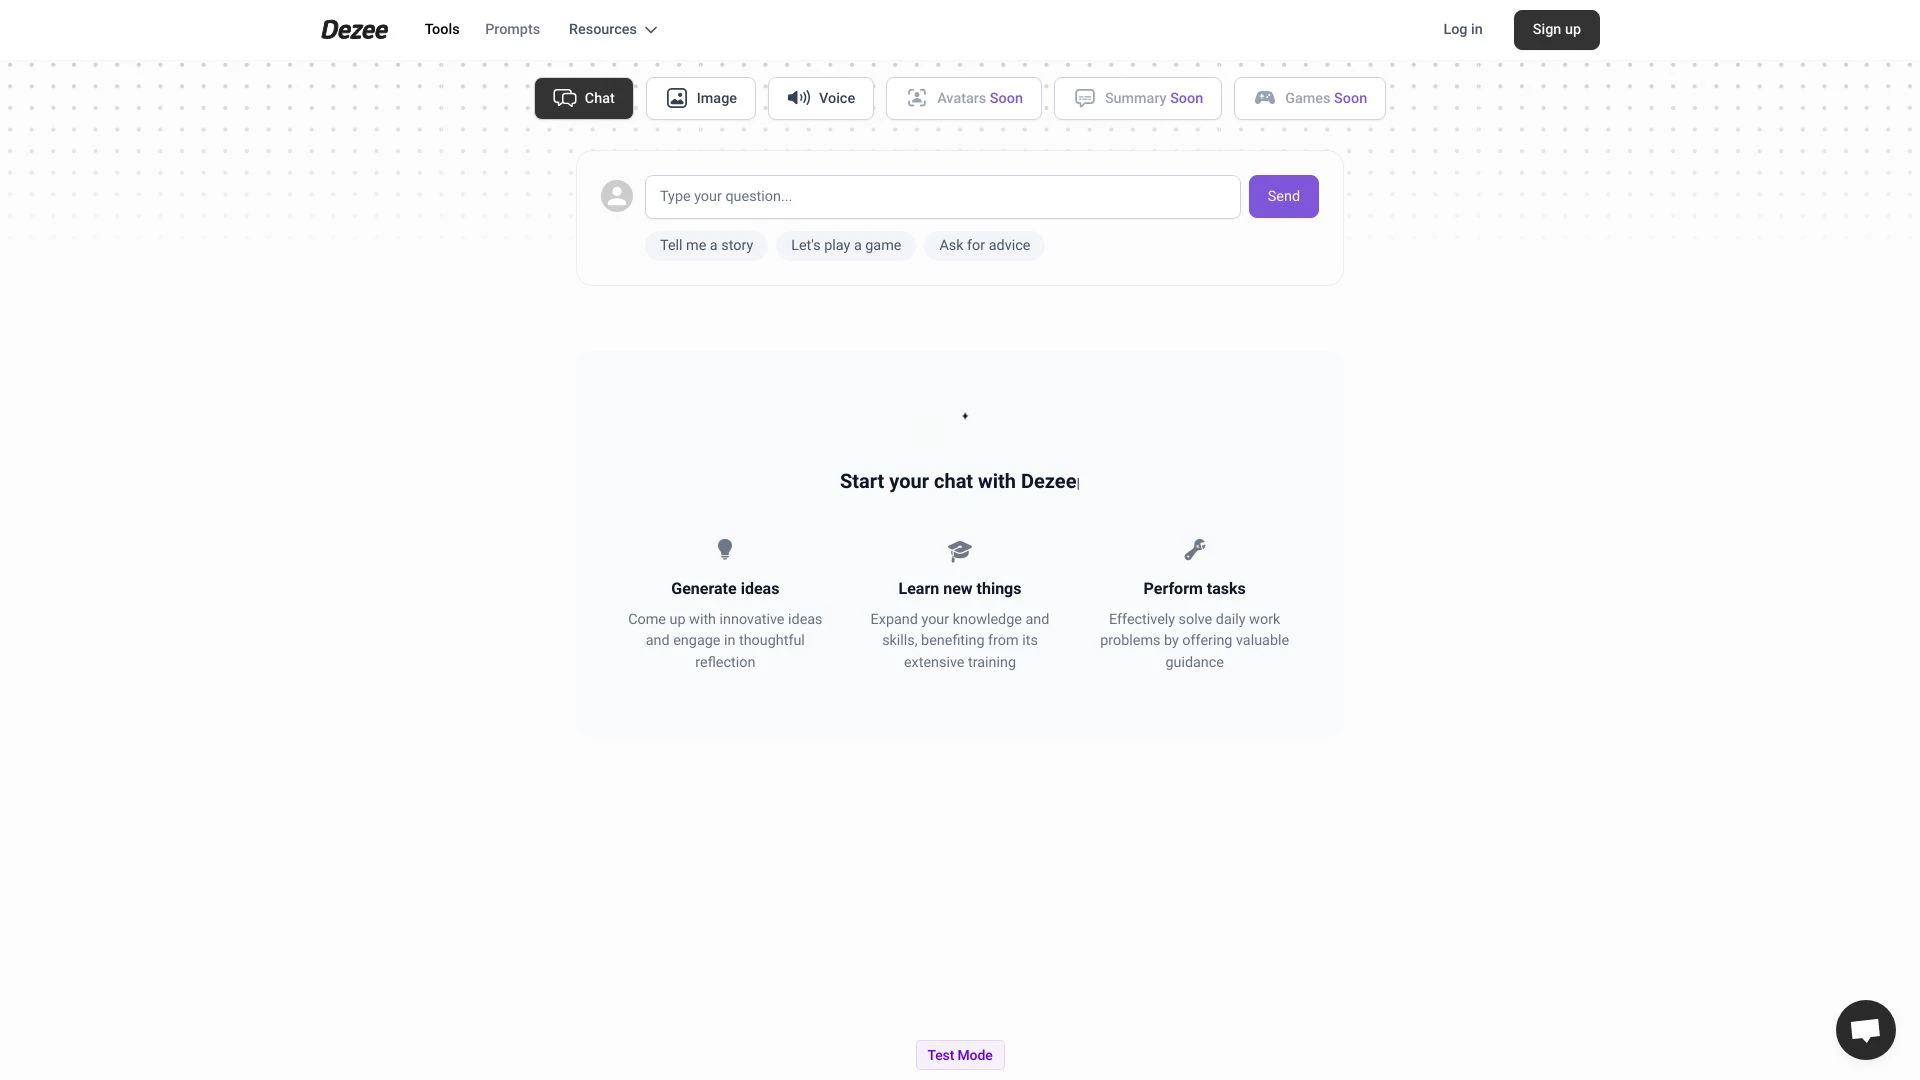 Dezee Tools Prompts Resources Log in Sign up
Chat Image Voice Avatars Soon Summary Soon Games Soon
Type your question... Send
Tell me a story Let's play a game Ask for advice
Start your chat with Dezee
Generate ideas
Come up with innovative ideas
and engage in thoughtful
reflection
Learn new things
Expand your knowledge and
skills, benefiting from its
extensive training
Perform tasks
Effectively solve daily work
problems by offering valuable
guidance
Test Mode